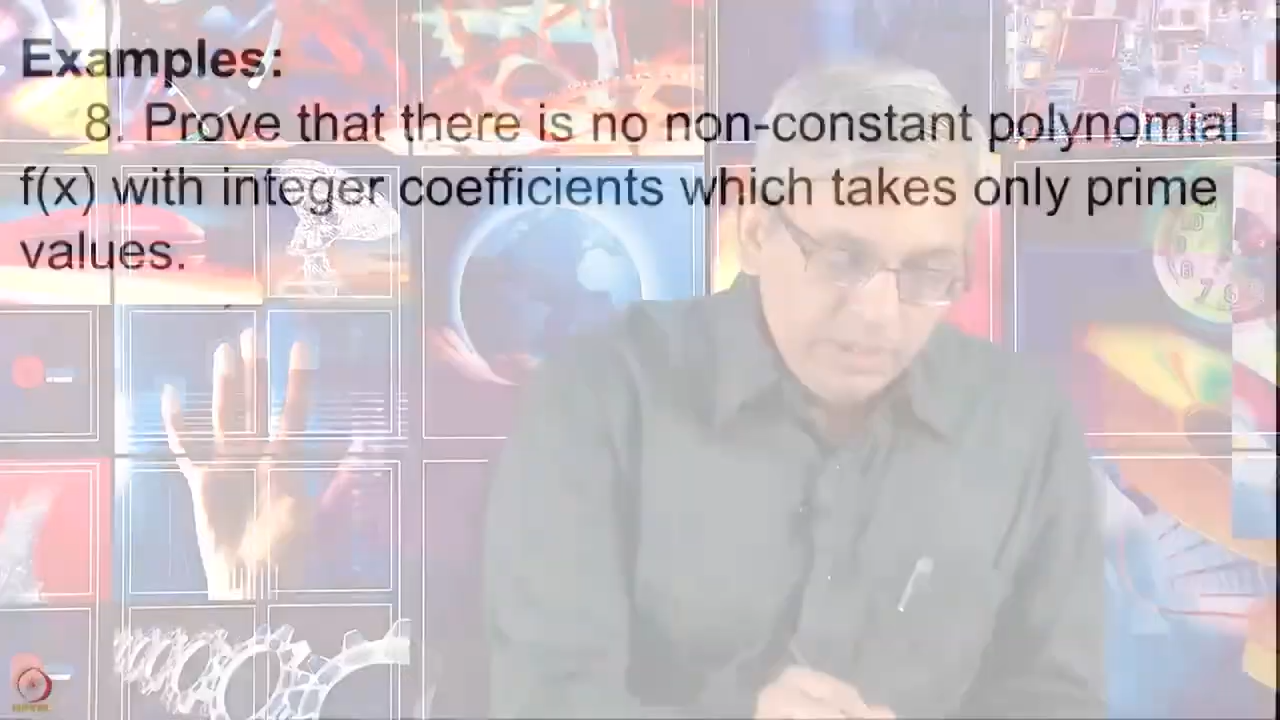 Examples:
8. Prove that there is no non-constant polynomial
f(x) with integer coefficients which takes only prime
values.